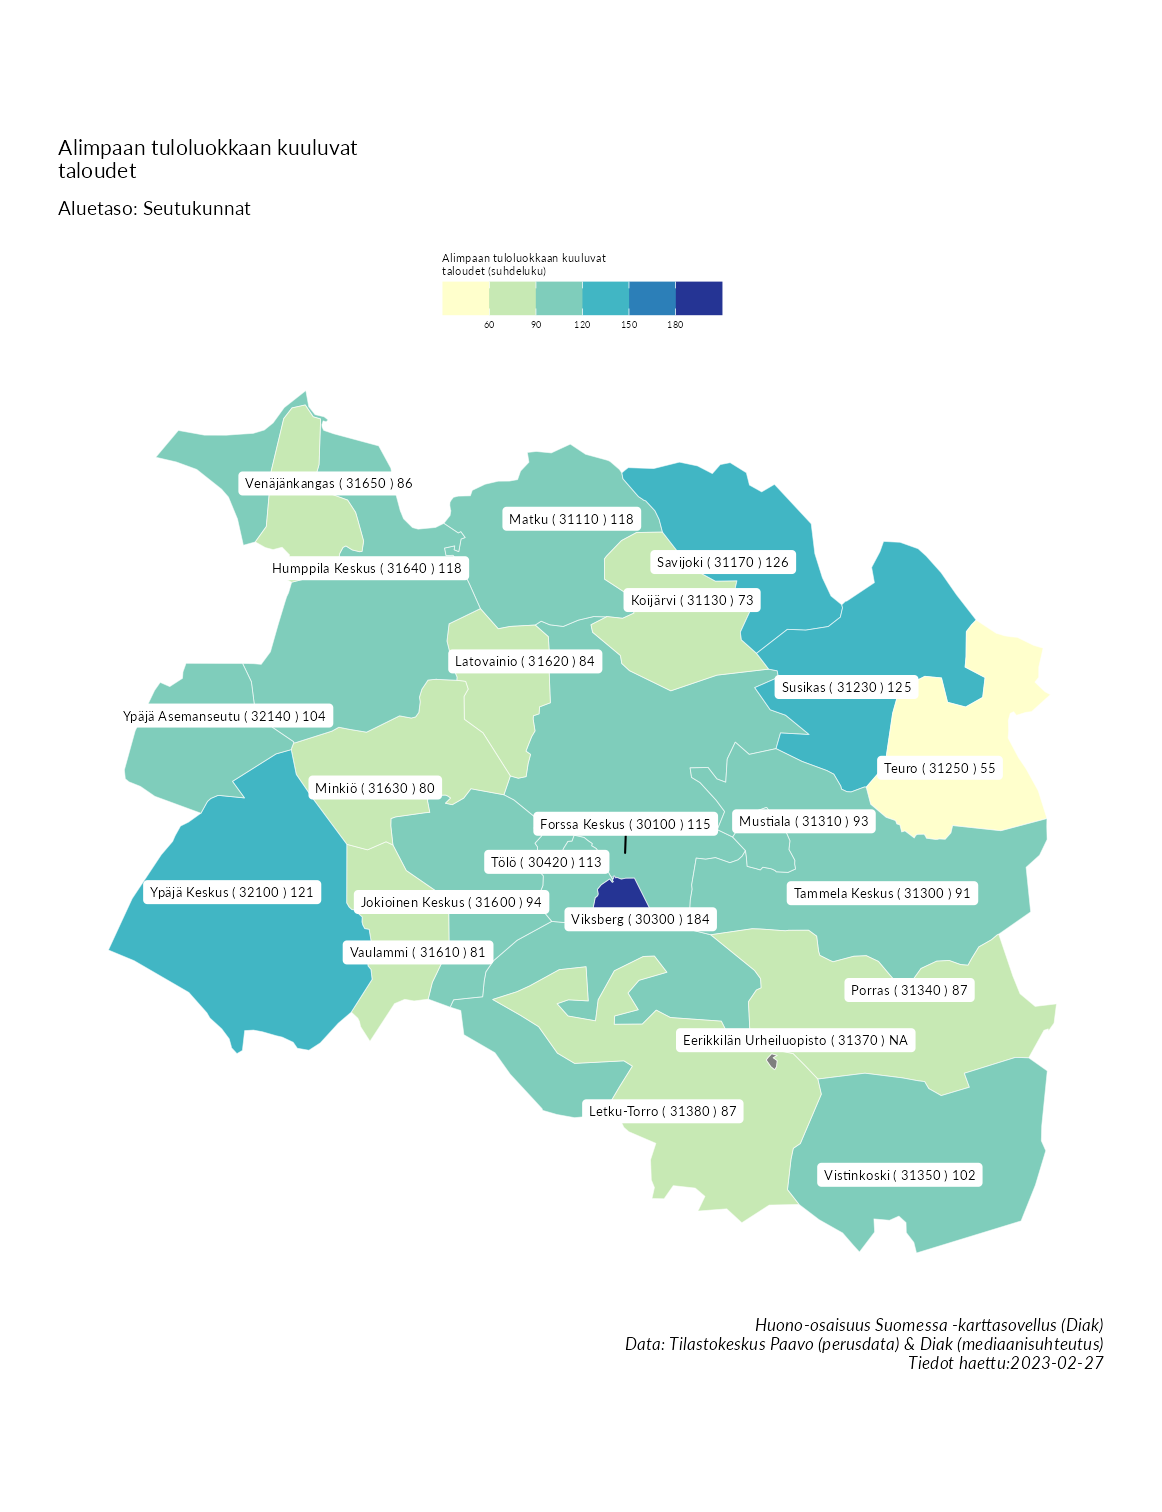 Alimpaan tuloluokkaan kuuluvat
taloudet
Aluetaso: Seutukunnat
Alimpaan tuloluokkaan kuuluvat
taloudet (suhdeluku)
60 90 120 150 180
Venäjänkangas ( 31650 ) 86
Matku ( 31110 ) 118
Savijoki ( 31170 ) 126
Humppila Keskus ( 31640 ) 118
Koijärvi ( 31130 ) 73
Latovainio ( 31620 ) 84
Susikas ( 31230 ) 125
Ypäjä Asemanseutu ( 32140 ) 104
Teuro ( 31250 ) 55
Minkiö ( 31630 ) 80
Forssa Keskus ( 30100 ) 115
Mustiala ( 31310 ) 93
Tölö ( 30420 ) 113
Ypäjä Keskus ( 32100 ) 121
Tammela Keskus ( 31300 ) 91
Jokioinen Keskus ( 31600 ) 94
Viksberg ( 30300 ) 184
Vaulammi ( 31610 ) 81
Porras ( 31340 ) 87
Eerikkilän Urheiluopisto ( 31370 ) NA
Letku-Torro ( 31380 ) 87
Vistinkoski ( 31350 ) 102
Huono-osaisuus Suomessa -karttasovellus (Diak)
Data: Tilastokeskus Paavo (perusdata) & Diak (mediaanisuhteutus)
Tiedot haettu:2023-02-27